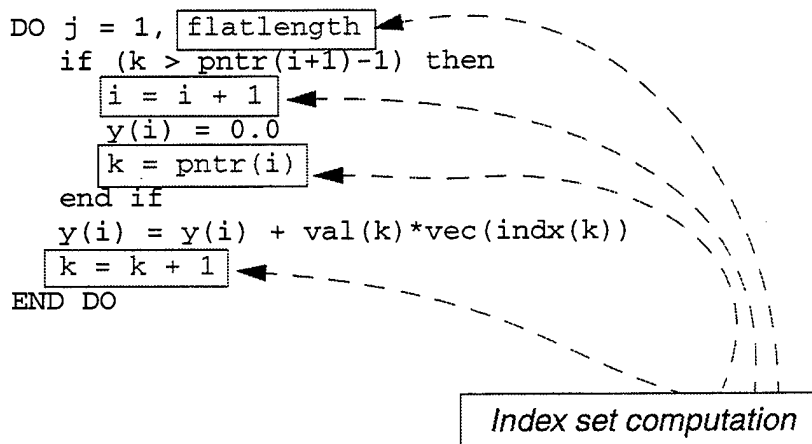 DO j = 1, flatlength
if (k > pntr(i+1)-1) then
i = i + 1
y(i) = 0.0
k = pntr(i)
end if
y(i) = y(i) + val(k)*vec(indx(k))
k = k + 1
END DO
Index set computation